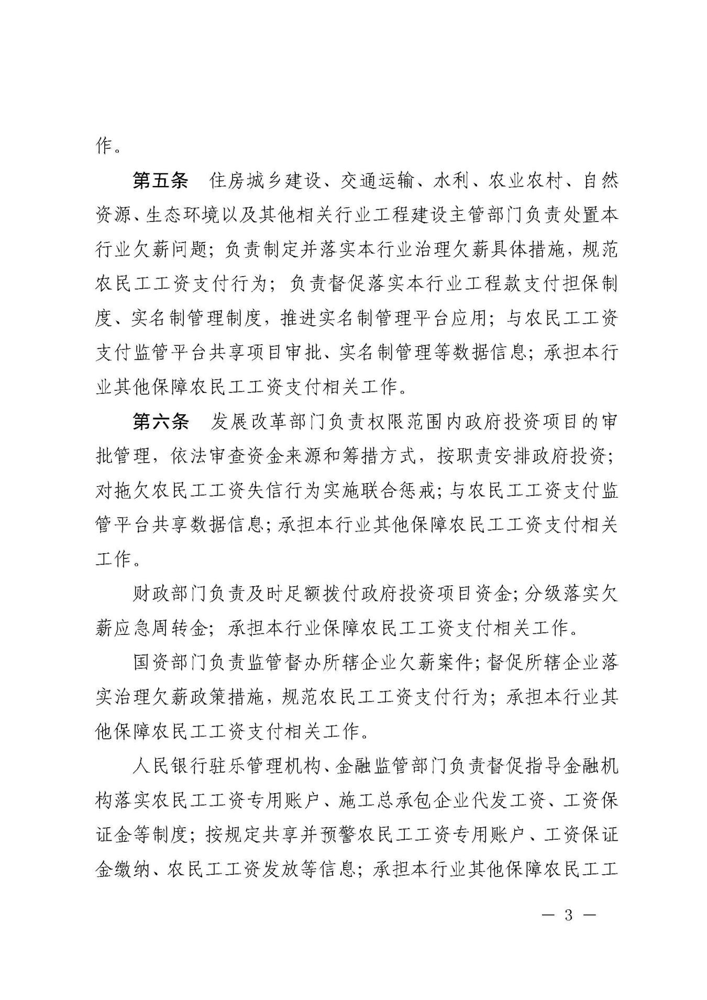 作。
第五条 住房城乡建设、交通运输、水利、农业农村、自然
资源、生态环境以及其他相关行业工程建设主管部门负责处置本
行业欠薪问题；负责制定并落实本行业治理欠薪具体措施，规范
农民工工资支付行为；负责督促落实本行业工程款支付担保制
度、实名制管理制度，推进实名制管理平台应用；与农民工工资
支付监管平台共享项目审批、实名制管理等数据信息；承担本行
业其他保障农民工工资支付相关工作。
第六条 发展改革部门负责权限范围内政府投资项目的审
批管理，依法审查资金来源和筹措方式，按职责安排政府投资；
对拖欠农民工工资失信行为实施联合惩戒；与农民工工资支付监
管平台共享数据信息；承担本行业其他保障农民工工资支付相关
工作。
财政部门负责及时足额拨付政府投资项目资金；分级落实欠
薪应急周转金；承担本行业保障农民工工资支付相关工作。
国资部门负责监管督办所辖企业欠薪案件；督促所辖企业落
实治理欠薪政策措施，规范农民工工资支付行为；承担本行业其
他保障农民工工资支付相关工作。
人民银行驻乐管理机构、金融监管部门负责督促指导金融机
构落实农民工工资专用账户、施工总承包企业代发工资、工资保
证金等制度；按规定共享并预警农民工工资专用账户、工资保证
金缴纳、农民工工资发放等信息；承担本行业其他保障农民工工
— 3 —